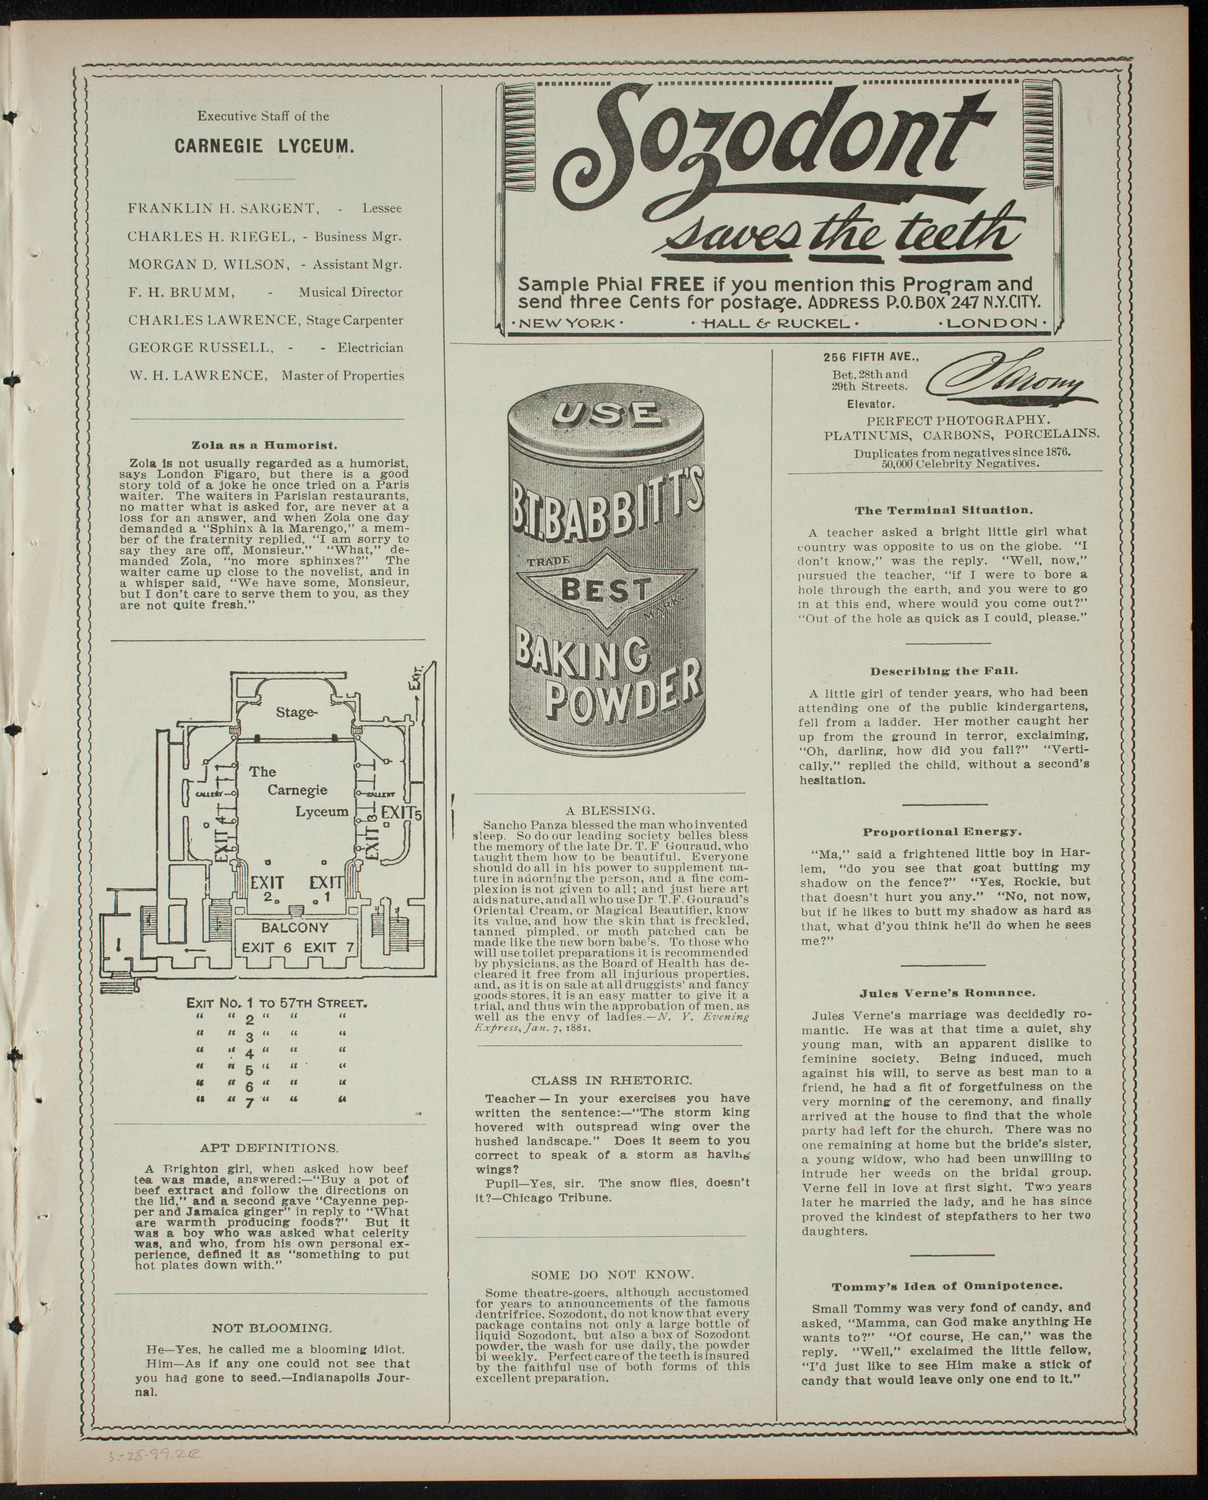 Executive Staff of the
CARNEGIE LYCEUM.
FRANKLIN H. SARGENT, - Lessee
CHARLES H. RIEGEL, - Business Mgr.
MORGAN D. WILSON, - Assistant Mgr.
F. H. BRUMM, - Musical Director
CHARLES LAWRENCE, Stage Carpenter
GEORGE RUSSELL, - - Electrician
W. H. LAWRENCE, Master of Properties
Zola as a Humorist.
Zola is not usually regarded as a humorist,
says London Figaro, but there is a good
story told of a joke he once tried on a Paris
waiter. The waiters in Parisian restaurants,
no matter what is asked for, are never at a
loss for an answer, and when Zola one day
demanded a "Sphinx à la Marengo," a mem-
ber of the fraternity replied, "I am sorry to
say they are off, Monsieur." "What," de-
manded Zola, "no more sphinxes?" The
waiter came up close to the novelist, and in
a whisper said, "We have some, Monsieur,
but I don't care to serve them to you, as they
are not quite fresh."
EXIT.
Stage-
The
Carnegie
Lyceum
GALLERY
GALLERY
EXIT 4
EXIT 3
EXIT 5
EXIT EXIT
2. . 1
BALCONY
EXIT 6 EXIT 7
EXIT NO. 1 TO 57TH STREET.
" " 2 " " "
" " 3 " " "
" " 4 " " "
" " 5 " " "
" " 6 " " "
" " 7 " " "
APT DEFINITIONS.
A Brighton girl, when asked how beef
tea was made, answered:—"Buy a pot of
beef extract and follow the directions on
the lid," and a second gave "Cayenne pep-
per and Jamaica ginger" in reply to "What
are warmth producing foods?" But it
was a boy who was asked what celerity
was, and who, from his own personal ex-
perience, defined it as "something to put
hot plates down with."
NOT BLOOMING.
He—Yes, he called me a blooming idiot.
Him—As if any one could not see that
you had gone to seed.—Indianapolis Jour-
nal.
Sozodont
saves the teeth
Sample Phial FREE if you mention this Program and
send three Cents for postage. ADDRESS P.O.BOX 247 N.Y.CITY.
· NEW YORK · · HALL & RUCKEL · · LONDON ·
USE
B.T. BABBITT'S
TRADE
BEST
MARK
BAKING
POWDER
A BLESSING.
Sancho Panza blessed the man who invented
sleep. So do our leading society belles bless
the memory of the late Dr. T. F Gouraud, who
taught them how to be beautiful. Everyone
should do all in his power to supplement na-
ture in adorning the person, and a fine com-
plexion is not given to all; and just here art
aids nature, and all who use Dr T. F. Gouraud's
Oriental Cream, or Magical Beautifier, know
its value, and how the skin that is freckled,
tanned pimpled, or moth patched can be
made like the new born babe's. To those who
will use toilet preparations it is recommended
by physicians, as the Board of Health has de-
cleared it free from all injurious properties,
and, as it is on sale at all druggists' and fancy
goods stores, it is an easy matter to give it a
trial, and thus win the approbation of men, as
well as the envy of ladies.—N. Y. Evening
Express, Jan. 7, 1881.
CLASS IN RHETORIC.
Teacher—In your exercises you have
written the sentence:—"The storm king
hovered with outspread wing over the
hushed landscape." Does it seem to you
correct to speak of a storm as having
wings?
Pupil—Yes, sir. The snow flies, doesn't
it?—Chicago Tribune.
SOME DO NOT KNOW.
Some theatre-goers, although accustomed
for years to announcements of the famous
dentrifrice, Sozodont, do not know that every
package contains not only a large bottle of
liquid Sozodont, but also a box of Sozodont
powder, the wash for use daily, the powder
bi weekly. Perfect care of the teeth is insured
by the faithful use of both forms of this
excellent preparation.
256 FIFTH AVE.,
Bet. 28th and
29th Streets.
Elevator.
Sarony
PERFECT PHOTOGRAPHY.
PLATINUMS, CARBONS, PORCELAINS.
Duplicates from negatives since 1876.
50,000 Celebrity Negatives.
The Terminal Situation.
A teacher asked a bright little girl what
country was opposite to us on the globe. "I
don't know," was the reply. "Well, now,"
pursued the teacher, "if I were to bore a
hole through the earth, and you were to go
in at this end, where would you come out?"
"Out of the hole as quick as I could, please."
Describing the Fall.
A little girl of tender years, who had been
attending one of the public kindergartens,
fell from a ladder. Her mother caught her
up from the ground in terror, exclaiming,
"Oh, darling, how did you fall?" "Verti-
cally," replied the child, without a second's
hesitation.
Proportional Energy.
"Ma," said a frightened little boy in Har-
lem, "do you see that goat butting my
shadow on the fence?" "Yes, Rockie, but
that doesn't hurt you any." "No, not now,
but if he likes to butt my shadow as hard as
that, what d'you think he'll do when he sees
me?"
Jules Verne's Romance.
Jules Verne's marriage was decidedly ro-
mantic. He was at that time a quiet, shy
young man, with an apparent dislike to
feminine society. Being induced, much
against his will, to serve as best man to a
friend, he had a fit of forgetfulness on the
very morning of the ceremony, and finally
arrived at the house to find that the whole
party had left for the church. There was no
one remaining at home but the bride's sister,
a young widow, who had been unwilling to
intrude her weeds on the bridal group.
Verne fell in love at first sight. Two years
later he married the lady, and he has since
proved the kindest of stepfathers to her two
daughters.
Tommy's Idea of Omnipotence.
Small Tommy was very fond of candy, and
asked, "Mamma, can God make anything He
wants to?" "Of course, He can," was the
reply. "Well," exclaimed the little fellow,
"I'd just like to see Him make a stick of
candy that would leave only one end to it."